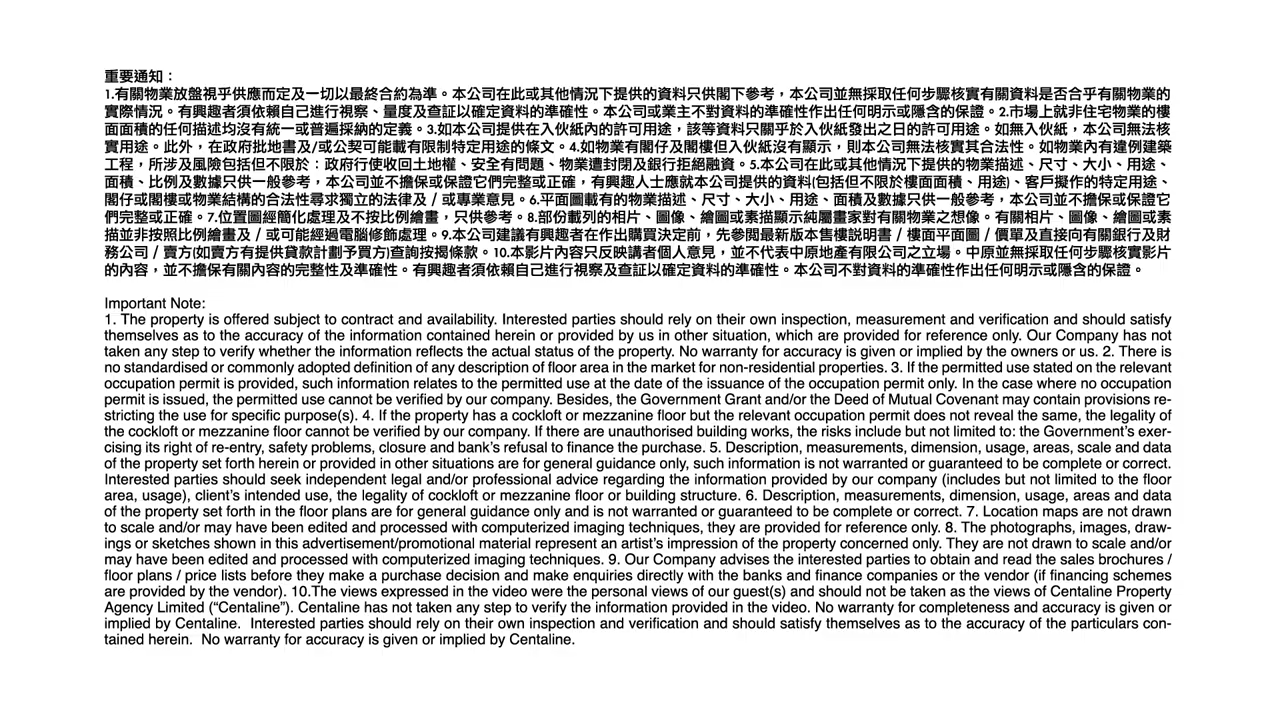 重要通知：
1.有關物業放盤視乎供應而定及一切以最終合約為準。本公司在此或其他情況下提供的資料只供閣下參考，本公司並無採取任何步驟核實有關資料是否合乎有關物業的
實際情況。有興趣者須依賴自己進行視察、量度及查証以確定資料的準確性。本公司或業主不對資料的準確性作出任何明示或隱含的保證。2.市場上就非住宅物業的樓
面面積的任何描述均沒有統一或普遍採納的定義。3.如本公司提供在入伙紙內的許可用途，該等資料只關乎於入伙紙發出之日的許可用途。如無入伙紙，本公司無法核
實用途。此外，在政府批地書及/或公契可能載有限制特定用途的條文。4.如物業有閣仔及閣樓但入伙紙沒有顯示，則本公司無法核實其合法性。如物業內有違例建築
工程，所涉及風險包括但不限於：政府行使收回土地權、安全有問題、物業遭封閉及銀行拒絕融資。5.本公司在此或其他情況下提供的物業描述、尺寸、大小、用途、
面積、比例及數據只供一般參考，本公司並不擔保或保證它們完整或正確，有興趣人士應就本公司提供的資料(包括但不限於樓面面積、用途)、客戶擬作的特定用途、
閣仔或閣樓或物業結構的合法性尋求獨立的法律及 / 或專業意見。6.平面圖載有的物業描述、尺寸、大小、用途、面積及數據只供一般參考，本公司並不擔保或保證它
們完整或正確。7.位置圖經簡化處理及不按比例繪畫，只供參考。8.部份載列的相片、圖像、繪圖或素描顯示純屬畫家對有關物業之想像。有關相片、圖像、繪圖或素
描並非按照比例繪畫及 / 或可能經過電腦修飾處理。9.本公司建議有興趣者在作出購買決定前，先參閱最新版本售樓説明書 / 樓面平面圖 / 價單及直接向有關銀行及財
務公司 / 賣方(如賣方有提供貸款計劃予買方)查詢按揭條款。10.本影片內容只反映講者個人意見，並不代表中原地產有限公司之立場。中原並無採取任何步驟核實影片
的內容，並不擔保有關內容的完整性及準確性。有興趣者須依賴自己進行視察及查証以確定資料的準確性。本公司不對資料的準確性作出任何明示或隱含的保證。
Important Note:
1. The property is offered subject to contract and availability. Interested parties should rely on their own inspection, measurement and verification and should satisfy
themselves as to the accuracy of the information contained herein or provided by us in other situation, which are provided for reference only. Our Company has not
taken any step to verify whether the information reflects the actual status of the property. No warranty for accuracy is given or implied by the owners or us. 2. There is
no standardised or commonly adopted definition of any description of floor area in the market for non-residential properties. 3. If the permitted use stated on the relevant
occupation permit is provided, such information relates to the permitted use at the date of the issuance of the occupation permit only. In the case where no occupation
permit is issued, the permitted use cannot be verified by our company. Besides, the Government Grant and/or the Deed of Mutual Covenant may contain provisions re-
stricting the use for specific purpose(s). 4. If the property has a cockloft or mezzanine floor but the relevant occupation permit does not reveal the same, the legality of
the cockloft or mezzanine floor cannot be verified by our company. If there are unauthorised building works, the risks include but not limited to: the Government’s exer-
cising its right of re-entry, safety problems, closure and bank’s refusal to finance the purchase. 5. Description, measurements, dimension, usage, areas, scale and data
of the property set forth herein or provided in other situations are for general guidance only, such information is not warranted or guaranteed to be complete or correct.
Interested parties should seek independent legal and/or professional advice regarding the information provided by our company (includes but not limited to the floor
area, usage), client’s intended use, the legality of cockloft or mezzanine floor or building structure. 6. Description, measurements, dimension, usage, areas and data
of the property set forth in the floor plans are for general guidance only and is not warranted or guaranteed to be complete or correct. 7. Location maps are not drawn
to scale and/or may have been edited and processed with computerized imaging techniques, they are provided for reference only. 8. The photographs, images, draw-
ings or sketches shown in this advertisement/promotional material represent an artist’s impression of the property concerned only. They are not drawn to scale and/or
may have been edited and processed with computerized imaging techniques. 9. Our Company advises the interested parties to obtain and read the sales brochures /
floor plans / price lists before they make a purchase decision and make enquiries directly with the banks and finance companies or the vendor (if financing schemes
are provided by the vendor). 10.The views expressed in the video were the personal views of our guest(s) and should not be taken as the views of Centaline Property
Agency Limited (“Centaline”). Centaline has not taken any step to verify the information provided in the video. No warranty for completeness and accuracy is given or
implied by Centaline.  Interested parties should rely on their own inspection and verification and should satisfy themselves as to the accuracy of the particulars con-
tained herein.  No warranty for accuracy is given or implied by Centaline.